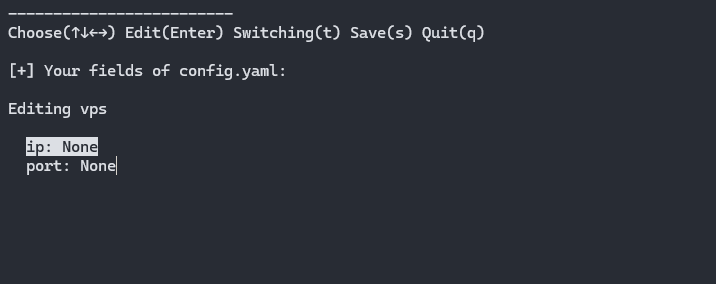 -------------------------
Choose(↑↓←→) Edit(Enter) Switching(t) Save(s) Quit(q)
[+] Your fields of config.yaml:
Editing vps
ip: None
port: None